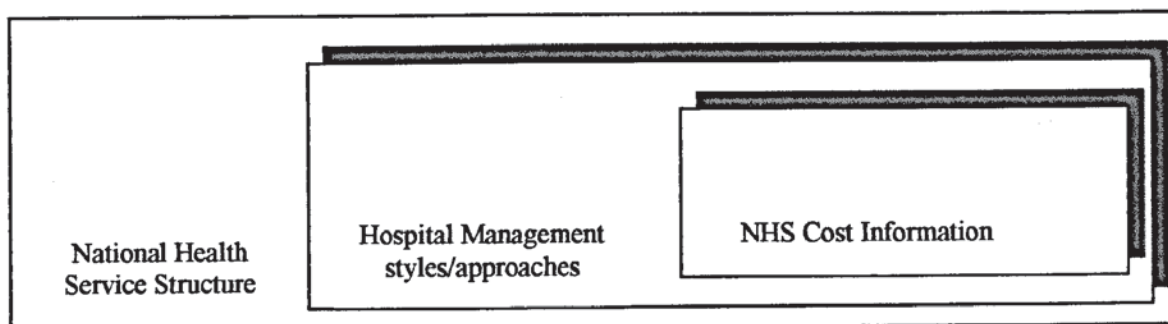 National Health
Service Structure
Hospital Management
styles/approaches
NHS Cost Information